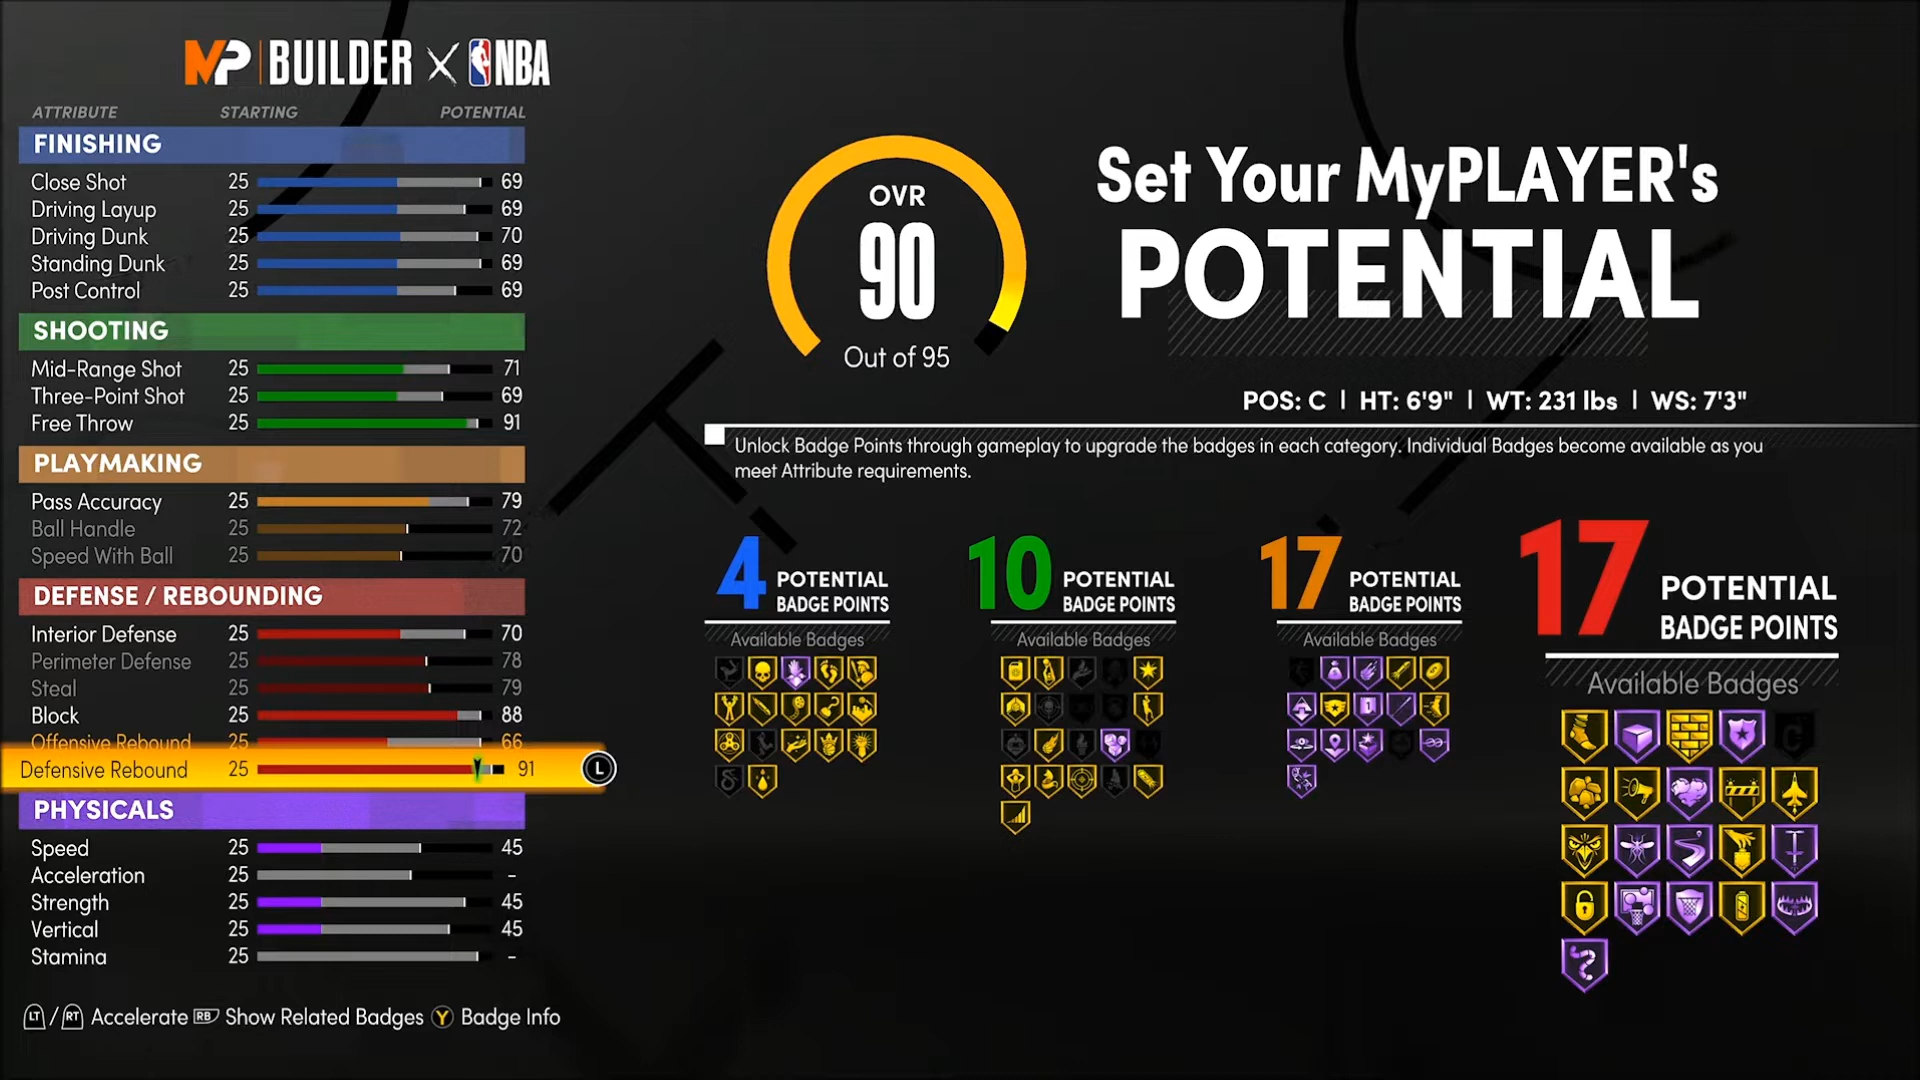 MP | BUILDER X NBA
ATTRIBUTE STARTING POTENTIAL
FINISHING
Close Shot 25 69
Driving Layup 25 69
Driving Dunk 25 70
Standing Dunk 25 69
Post Control 25 69
SHOOTING
Mid-Range Shot 25 71
Three-Point Shot 25 69
Free Throw 25 91
PLAYMAKING
Pass Accuracy 25 79
Ball Handle 25 72
Speed With Ball 25 70
DEFENSE / REBOUNDING
Interior Defense 25 70
Perimeter Defense 25 78
Steal 25 79
Block 25 88
Offensive Rebound 25 66
Defensive Rebound 25 91 L
PHYSICALS
Speed 25 45
Acceleration 25 -
Strength 25 45
Vertical 25 45
Stamina 25 -
LT / RT Accelerate RB Show Related Badges Y Badge Info
OVR
90
Out of 95
Set Your MyPLAYER's
POTENTIAL
POS: C | HT: 6'9" | WT: 231 lbs | WS: 7'3"
Unlock Badge Points through gameplay to upgrade the badges in each category. Individual Badges become available as you
meet Attribute requirements.
4 POTENTIAL
BADGE POINTS
Available Badges
10 POTENTIAL
BADGE POINTS
Available Badges
17 POTENTIAL
BADGE POINTS
Available Badges
17 POTENTIAL
BADGE POINTS
Available Badges